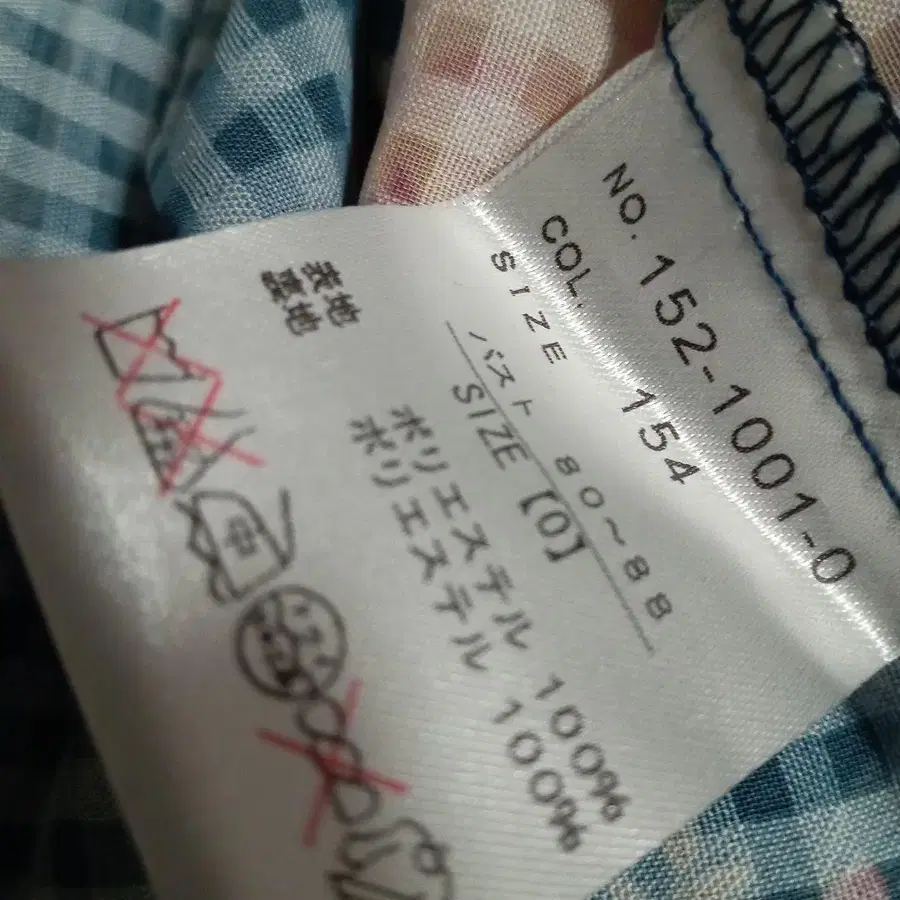 NO. 152-1001-0
COL. 154
SIZE
バスト 80~88
SIZE 【0】
表地 ポリエステル 100%
裏地 ポリエステル 100%
中